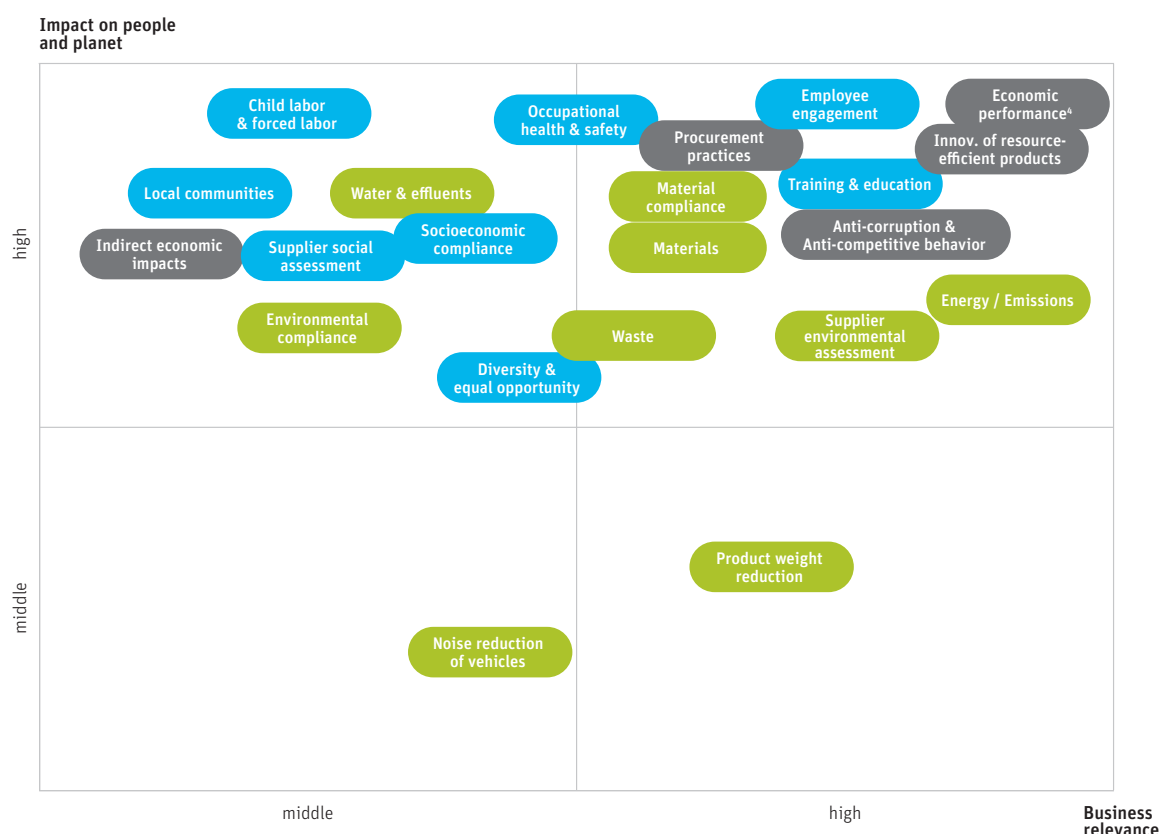 Impact on people
and planet
Child labor
& forced labor
Occupational
health & safety
Employee
engagement
Economic
performance⁴
Procurement
practices
Innov. of resource-
efficient products
Local communities
Water & effluents
Material
compliance
Training & education
Indirect economic
impacts
Supplier social
assessment
Socioeconomic
compliance
Materials
Anti-corruption &
Anti-competitive behavior
high
Environmental
compliance
Waste
Supplier
environmental
assessment
Energy / Emissions
Diversity &
equal opportunity
Product weight
reduction
middle
Noise reduction
of vehicles
middle
high
Business
relevance